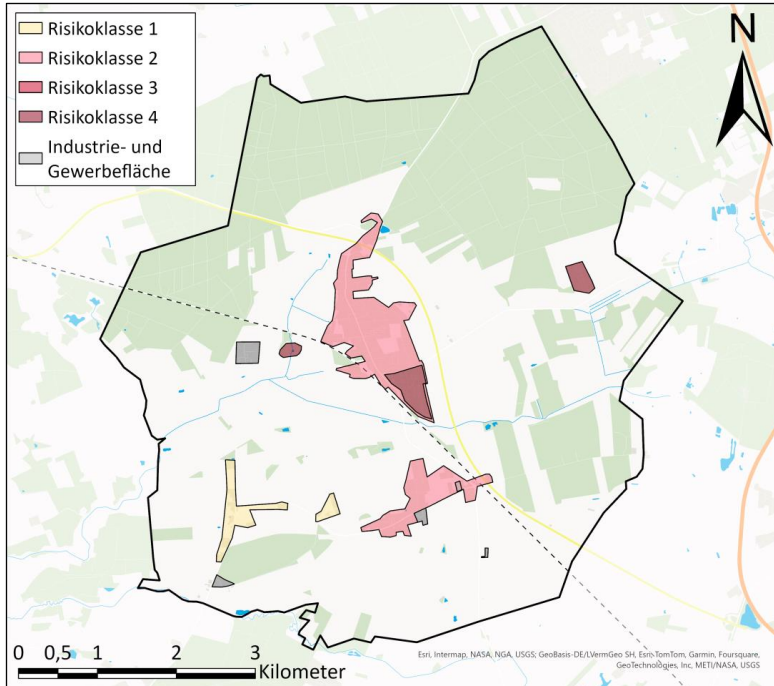 Risikoklasse 1
Risikoklasse 2
Risikoklasse 3
Risikoklasse 4
Industrie- und
Gewerbefläche
N
0 0,5 1 2 3
Kilometer
Esri, Intermap, NASA, NGA, USGS; GeoBasis-DE/LVermGeo SH, Esri, TomTom, Garmin, Foursquare,
GeoTechnologies, Inc, METI/NASA, USGS